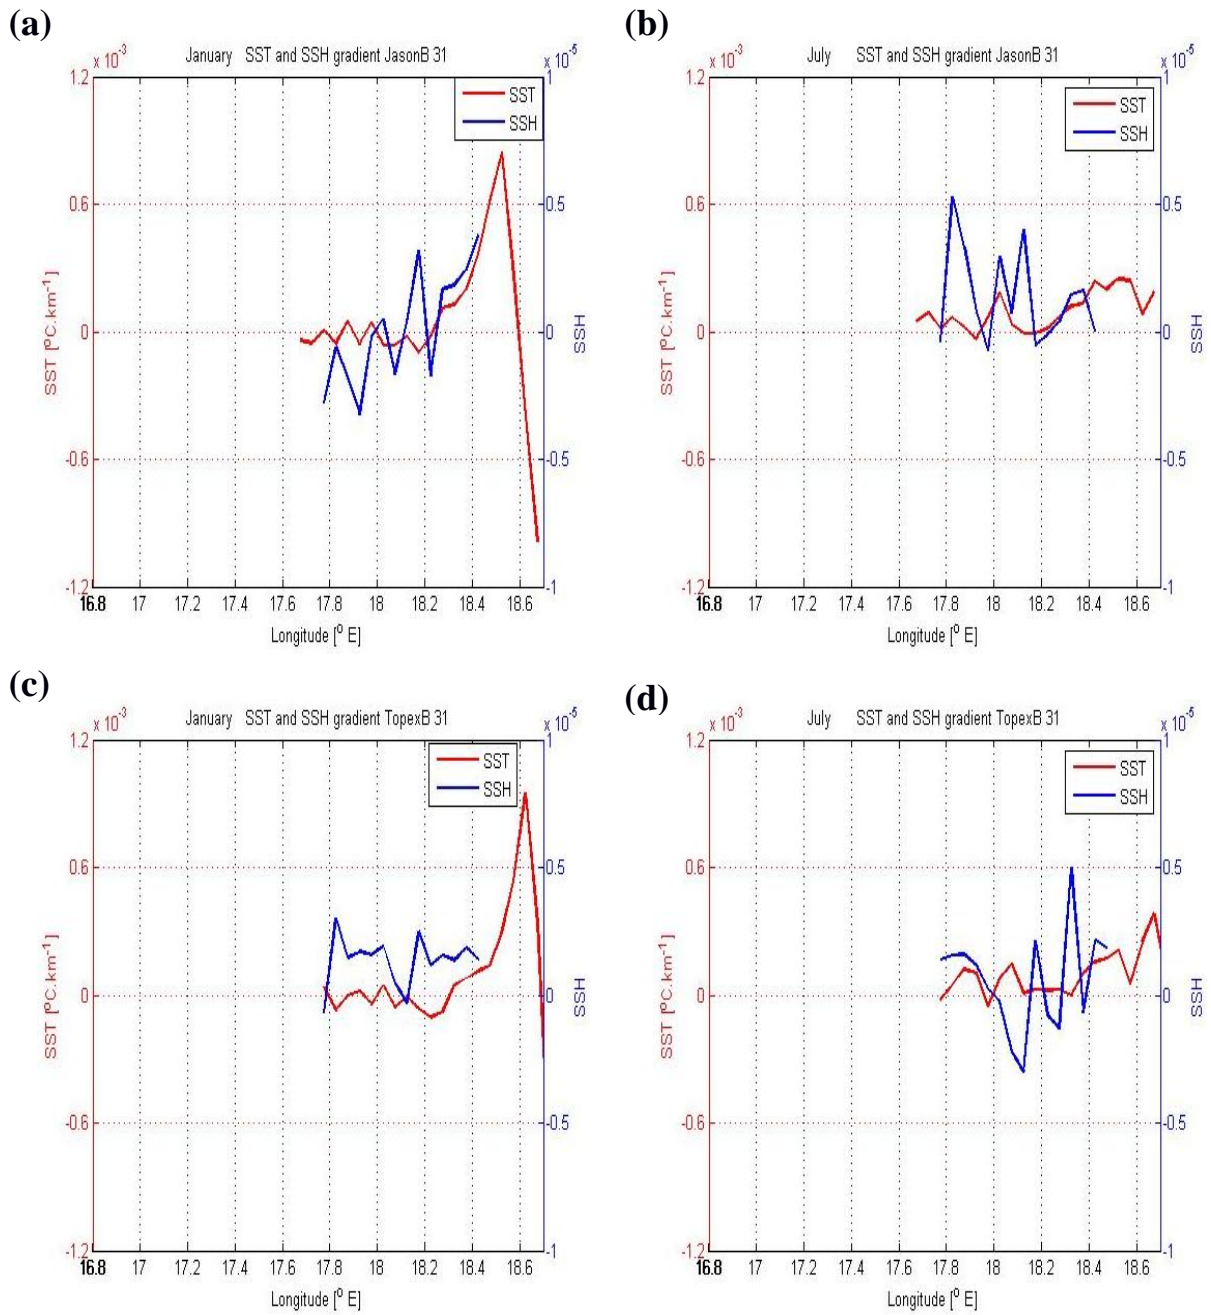 (a)
January SST and SSH gradient JasonB 31
x 10-3
x 10-5
SST
SSH
1.2
0.6
0
-0.6
-1.2
1
0.5
0
-0.5
-1
SST [ºC.km-1]
SSH
16.8 17 17.2 17.4 17.6 17.8 18 18.2 18.4 18.6
Longitude [o E]
(b)
July SST and SSH gradient JasonB 31
x 10-3
x 10-5
SST
SSH
1.2
0.6
0
-0.6
-1.2
1
0.5
0
-0.5
-1
SST [ºC.km-1]
SSH
16.8 17 17.2 17.4 17.6 17.8 18 18.2 18.4 18.6
Longitude [o E]
(c)
January SST and SSH gradient TopexB 31
x 10-3
x 10-5
SST
SSH
1.2
0.6
0
-0.6
-1.2
1
0.5
0
-0.5
-1
SST [ºC.km-1]
SSH
16.8 17 17.2 17.4 17.6 17.8 18 18.2 18.4 18.6
Longitude [o E]
(d)
July SST and SSH gradient TopexB 31
x 10-3
x 10-5
SST
SSH
1.2
0.6
0
-0.6
-1.2
1
0.5
0
-0.5
-1
SST [ºC.km-1]
SSH
16.8 17 17.2 17.4 17.6 17.8 18 18.2 18.4 18.6
Longitude [o E]